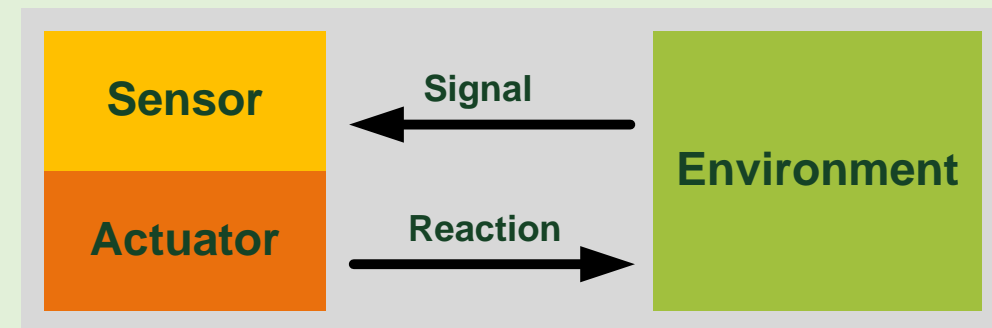 Sensor
Signal
Environment
Actuator
Reaction